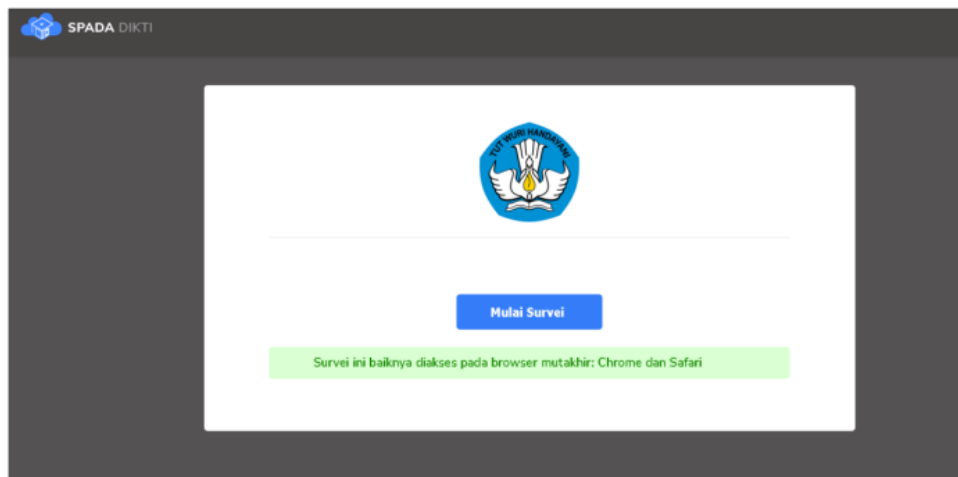 SPADA DIKTI
TUT WURI HANDAYANI
Mulai Survei
Survei ini baiknya diakses pada browser mutakhir: Chrome dan Safari